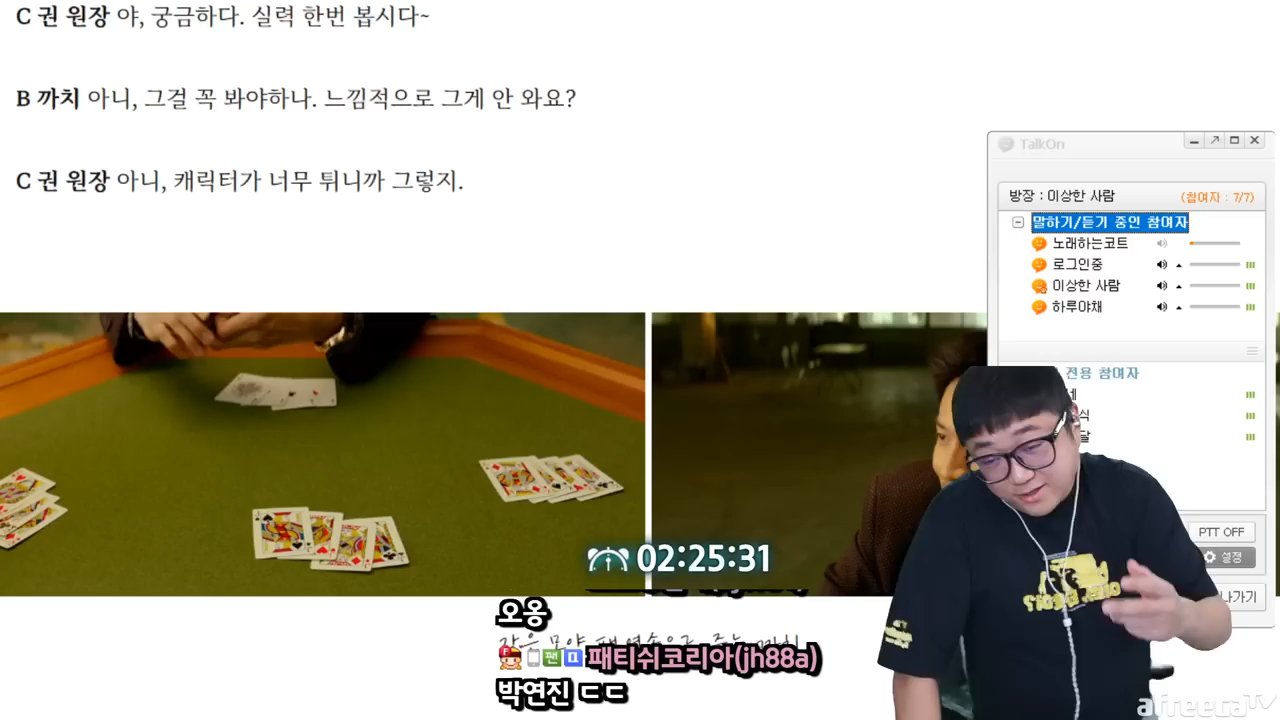 C 권 원장 야, 궁금하다. 실력 한번 봅시다~
B 까치 아니, 그걸 꼭 봐야하나. 느낌적으로 그게 안 와요?
C 권 원장 아니, 캐릭터가 너무 튀니까 그렇지.
TalkOn
방장 : 이상한 사람 (참여자 : 7/7)
말하기/듣기 중인 참여자
노래하는코트
로그인중
이상한 사람
하루야채
전용 참여자
네
식
달
PTT OFF
설정
나가기
02:25:31
오옹
팬
패티쉬코리아(jh88a)
박연진 ㄷㄷ
afreecaTV